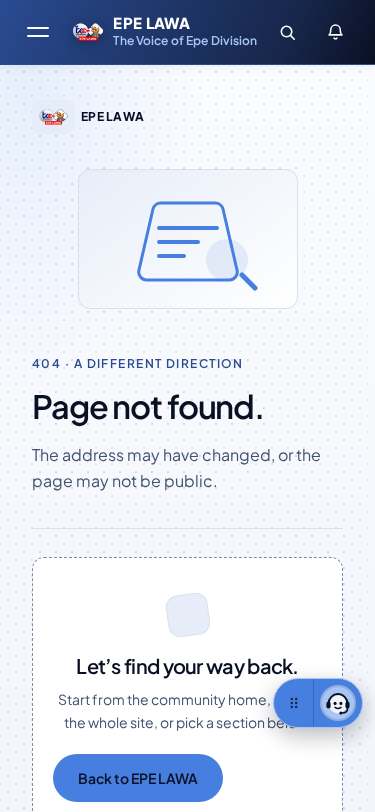 EPE LAWA
The Voice of Epe Division
EPE LAWA
404 · A DIFFERENT DIRECTION
Page not found.
The address may have changed, or the
page may not be public.
Let’s find your way back.
Start from the community home,
the whole site, or pick a section
Back to EPE LAWA